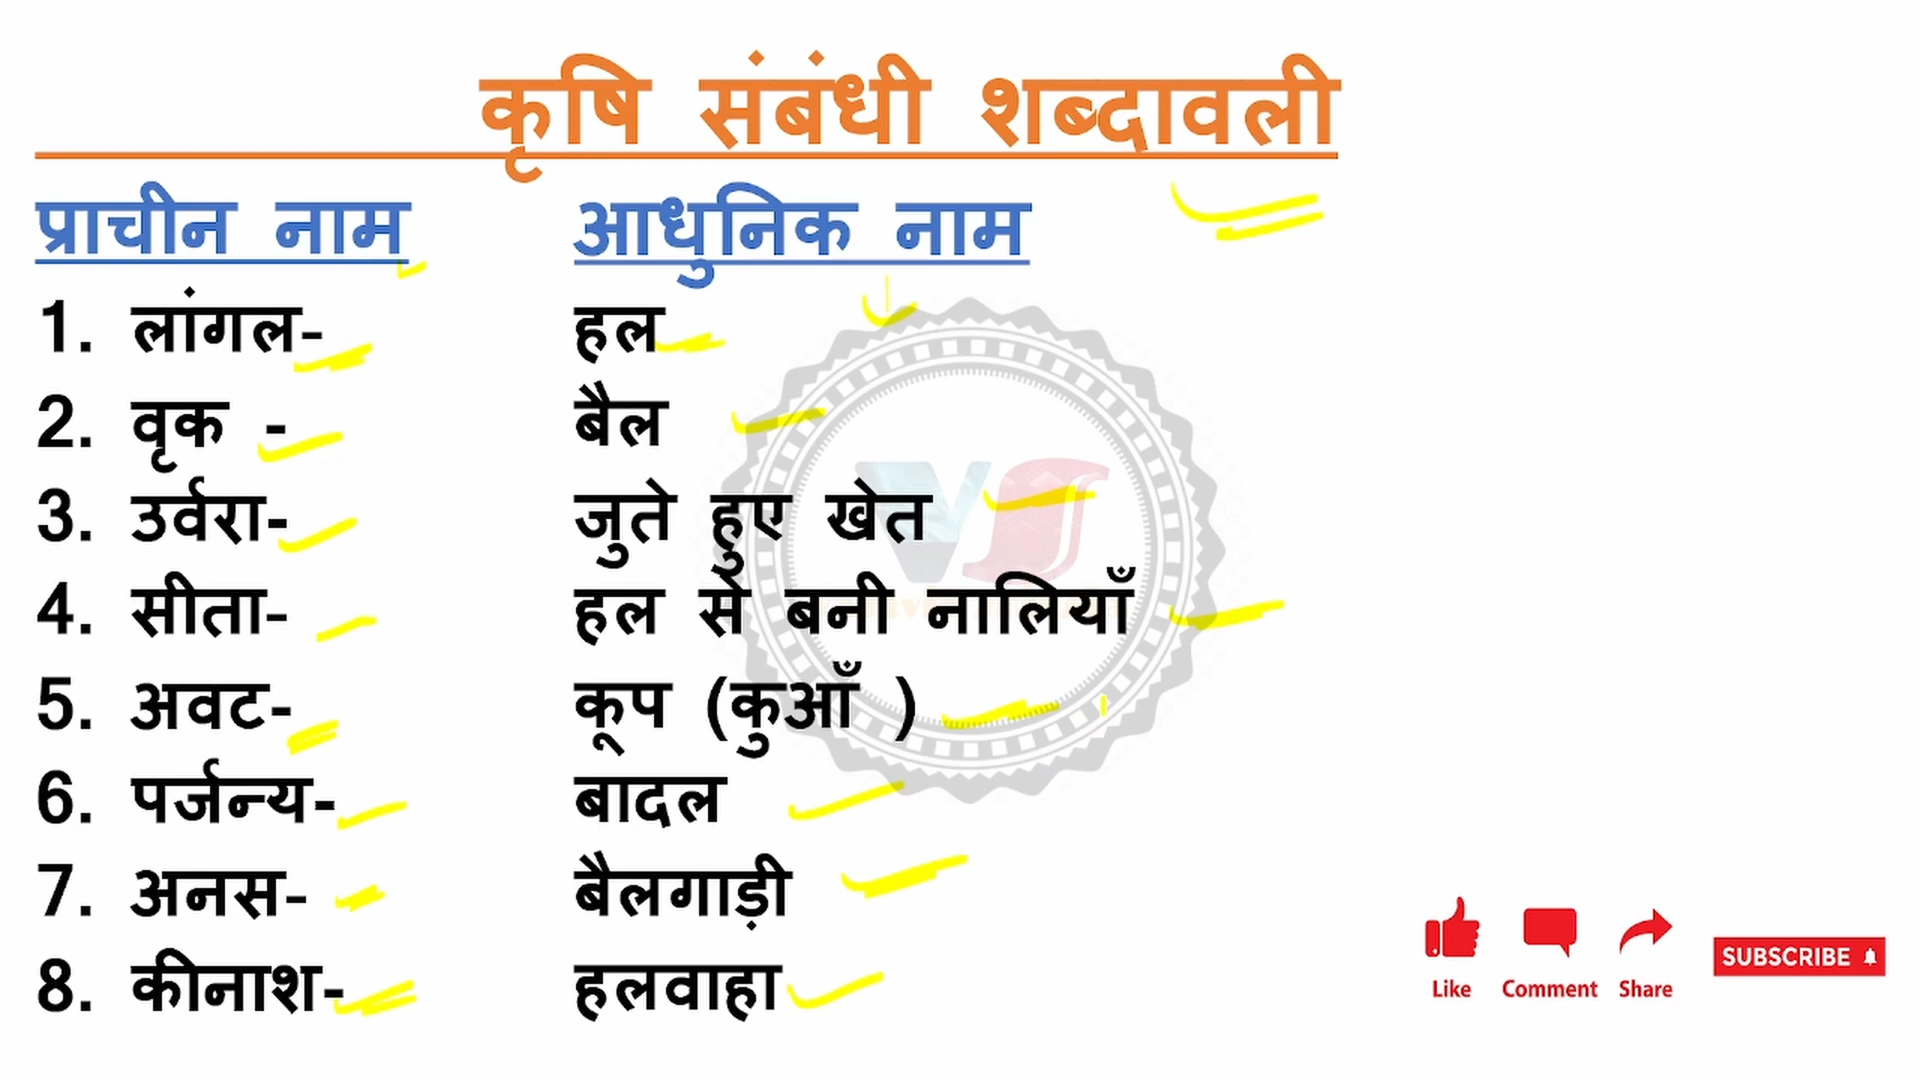 कृषि संबंधी शब्दावली
प्राचीन नाम आधुनिक नाम
1. लांगल- हल
2. वृक - बैल
3. उर्वरा- जुते हुए खेत
4. सीता- हल से बनी नालियाँ
5. अवट- कूप (कुआँ )
6. पर्जन्य- बादल
7. अनस- बैलगाड़ी
8. कीनाश- हलवाहा
VS
Like Comment Share
SUBSCRIBE